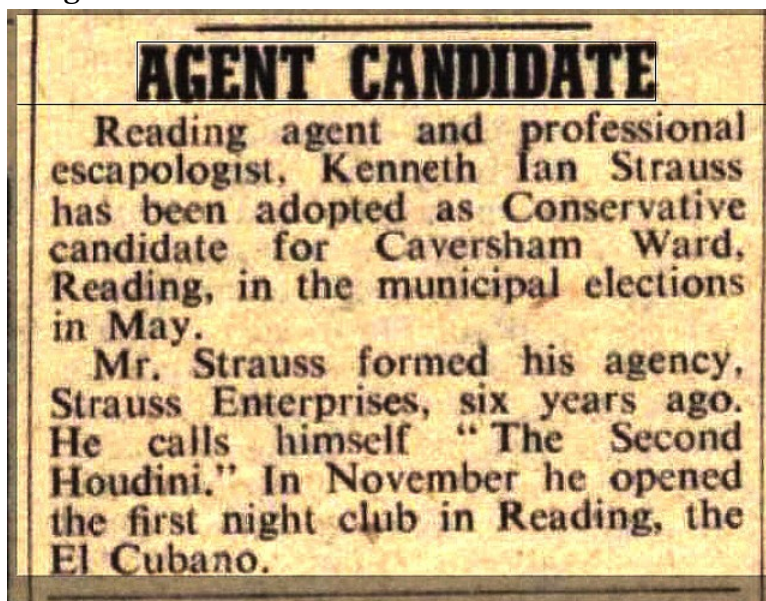 AGENT CANDIDATE
Reading agent and professional
escapologist, Kenneth Ian Strauss
has been adopted as Conservative
candidate for Caversham Ward,
Reading, in the municipal elections
in May.
Mr. Strauss formed his agency,
Strauss Enterprises, six years ago.
He calls himself “The Second
Houdini.” In November he opened
the first night club in Reading, the
El Cubano.